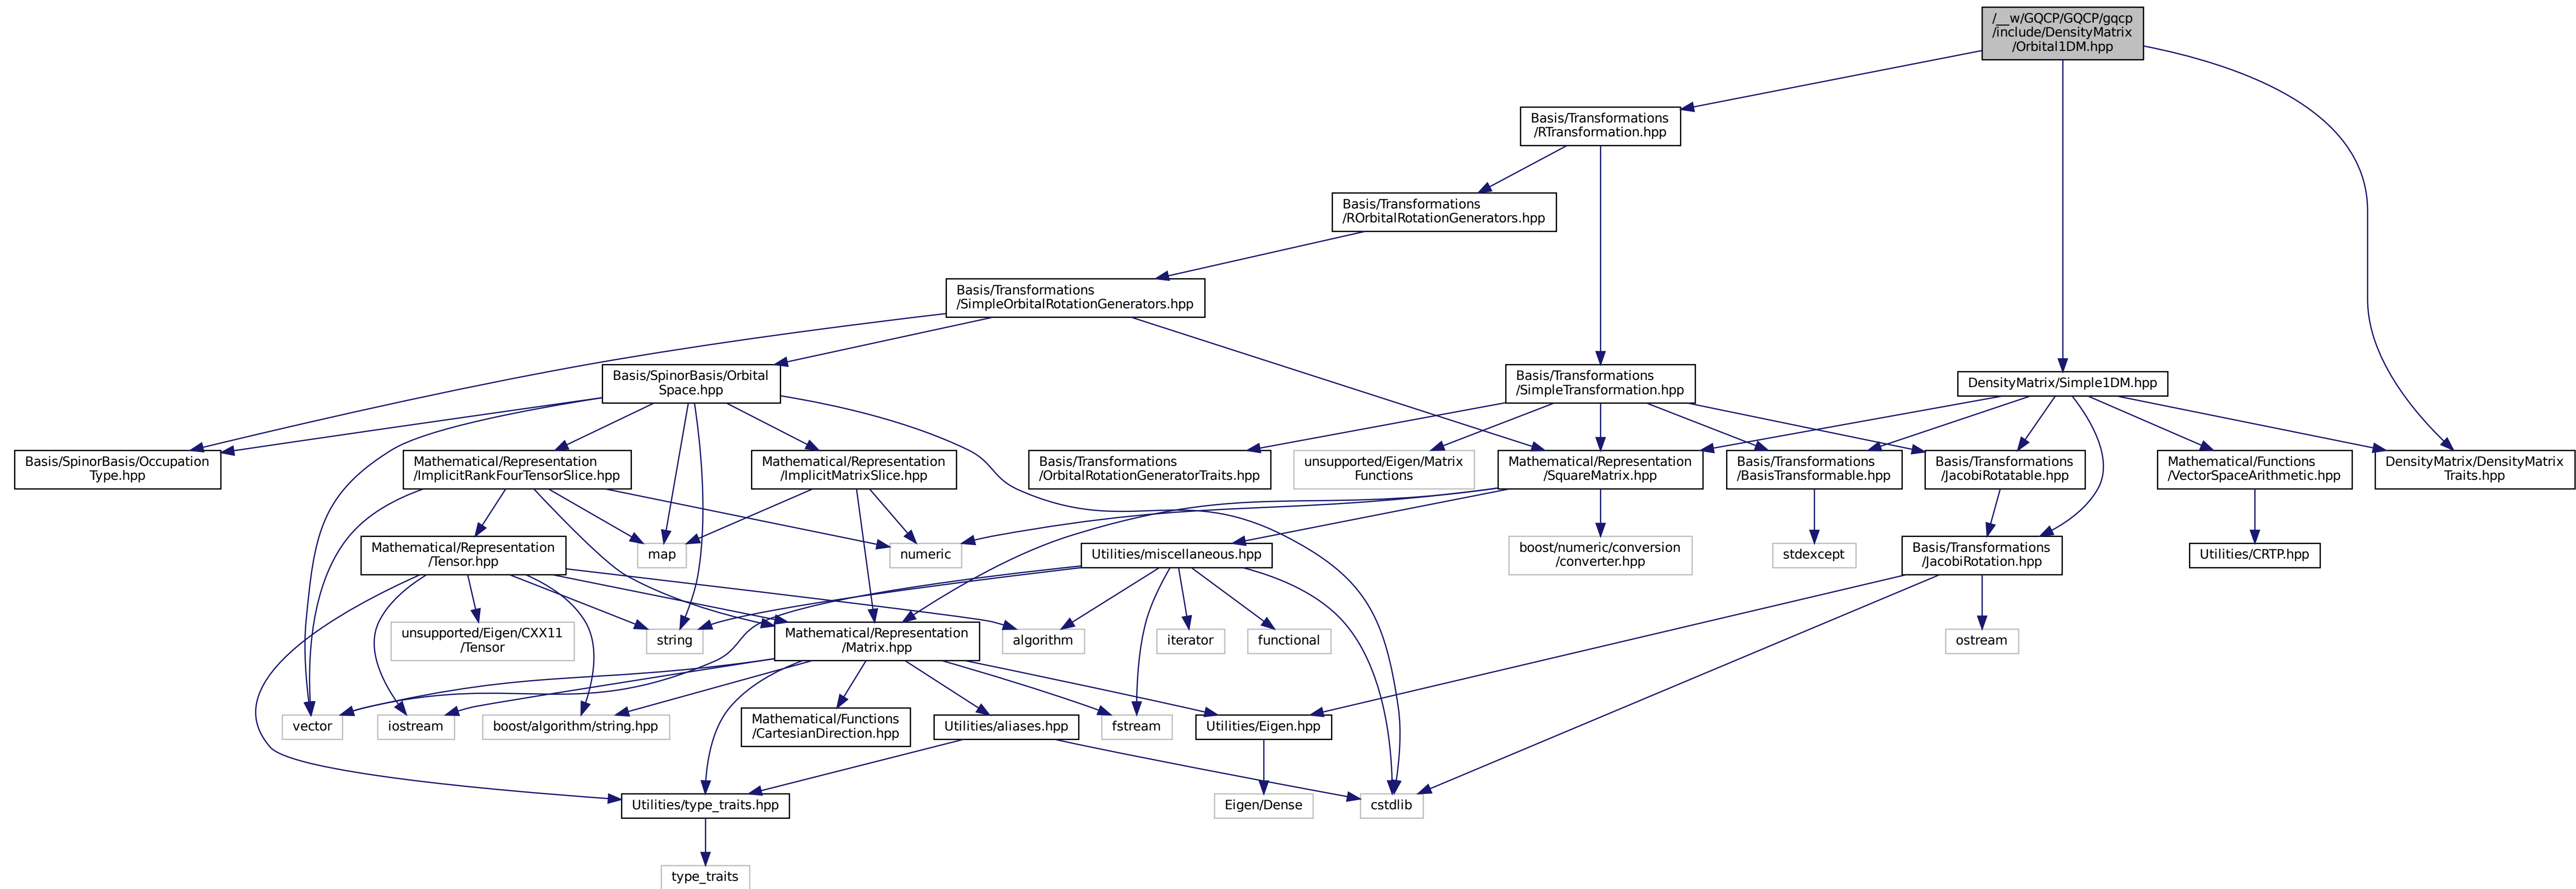 /__w/GQCP/GQCP/gqcp
/include/DensityMatrix
/Orbital1DM.hpp
Basis/Transformations
/RTransformation.hpp
Basis/Transformations
/ROrbitalRotationGenerators.hpp
Basis/Transformations
/SimpleOrbitalRotationGenerators.hpp
Basis/SpinorBasis/Orbital
Space.hpp
Basis/Transformations
/SimpleTransformation.hpp
DensityMatrix/Simple1DM.hpp
Basis/SpinorBasis/Occupation
Type.hpp
Mathematical/Representation
/ImplicitRankFourTensorSlice.hpp
Mathematical/Representation
/ImplicitMatrixSlice.hpp
Basis/Transformations
/OrbitalRotationGeneratorTraits.hpp
unsupported/Eigen/Matrix
Functions
Mathematical/Representation
/SquareMatrix.hpp
Basis/Transformations
/BasisTransformable.hpp
Basis/Transformations
/JacobiRotatable.hpp
Mathematical/Functions
/VectorSpaceArithmetic.hpp
DensityMatrix/DensityMatrix
Traits.hpp
Mathematical/Representation
/Tensor.hpp
map
numeric
Utilities/miscellaneous.hpp
boost/numeric/conversion
/converter.hpp
stdexcept
Basis/Transformations
/JacobiRotation.hpp
Utilities/CRTP.hpp
unsupported/Eigen/CXX11
/Tensor
string
Mathematical/Representation
/Matrix.hpp
algorithm
iterator
functional
ostream
vector
iostream
boost/algorithm/string.hpp
Mathematical/Functions
/CartesianDirection.hpp
Utilities/aliases.hpp
fstream
Utilities/Eigen.hpp
Utilities/type_traits.hpp
Eigen/Dense
cstdlib
type_traits